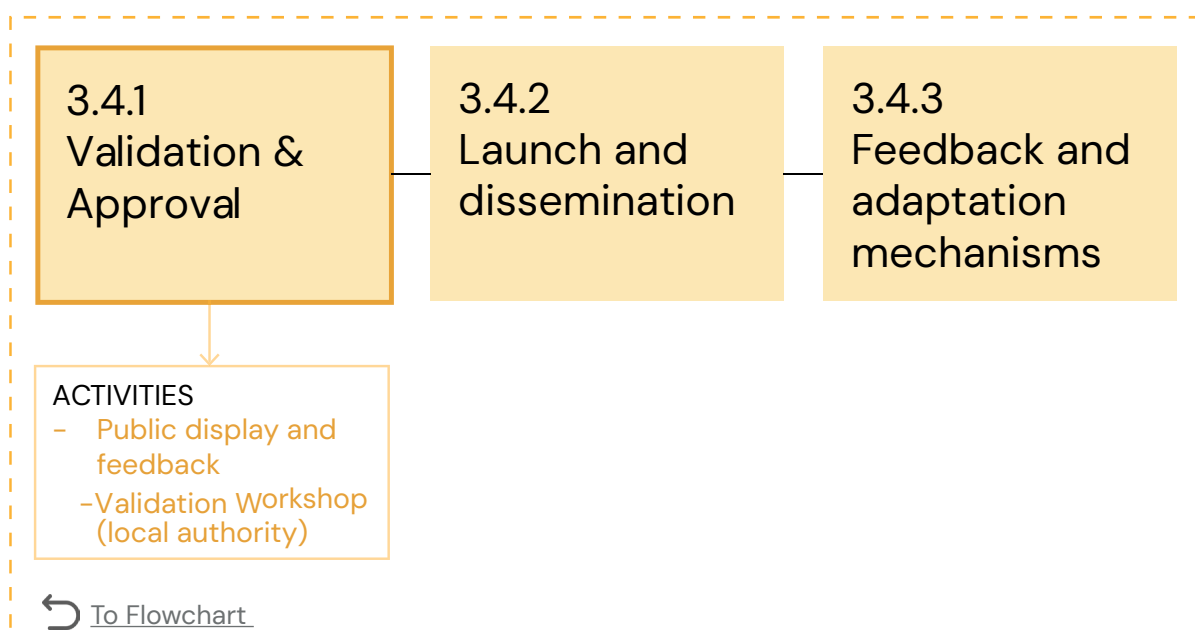 3.4.1
Validation &
Approval
3.4.2
Launch and
dissemination
3.4.3
Feedback and
adaptation
mechanisms
ACTIVITIES
- Public display and
feedback
-Validation Workshop
(local authority)
To Flowchart